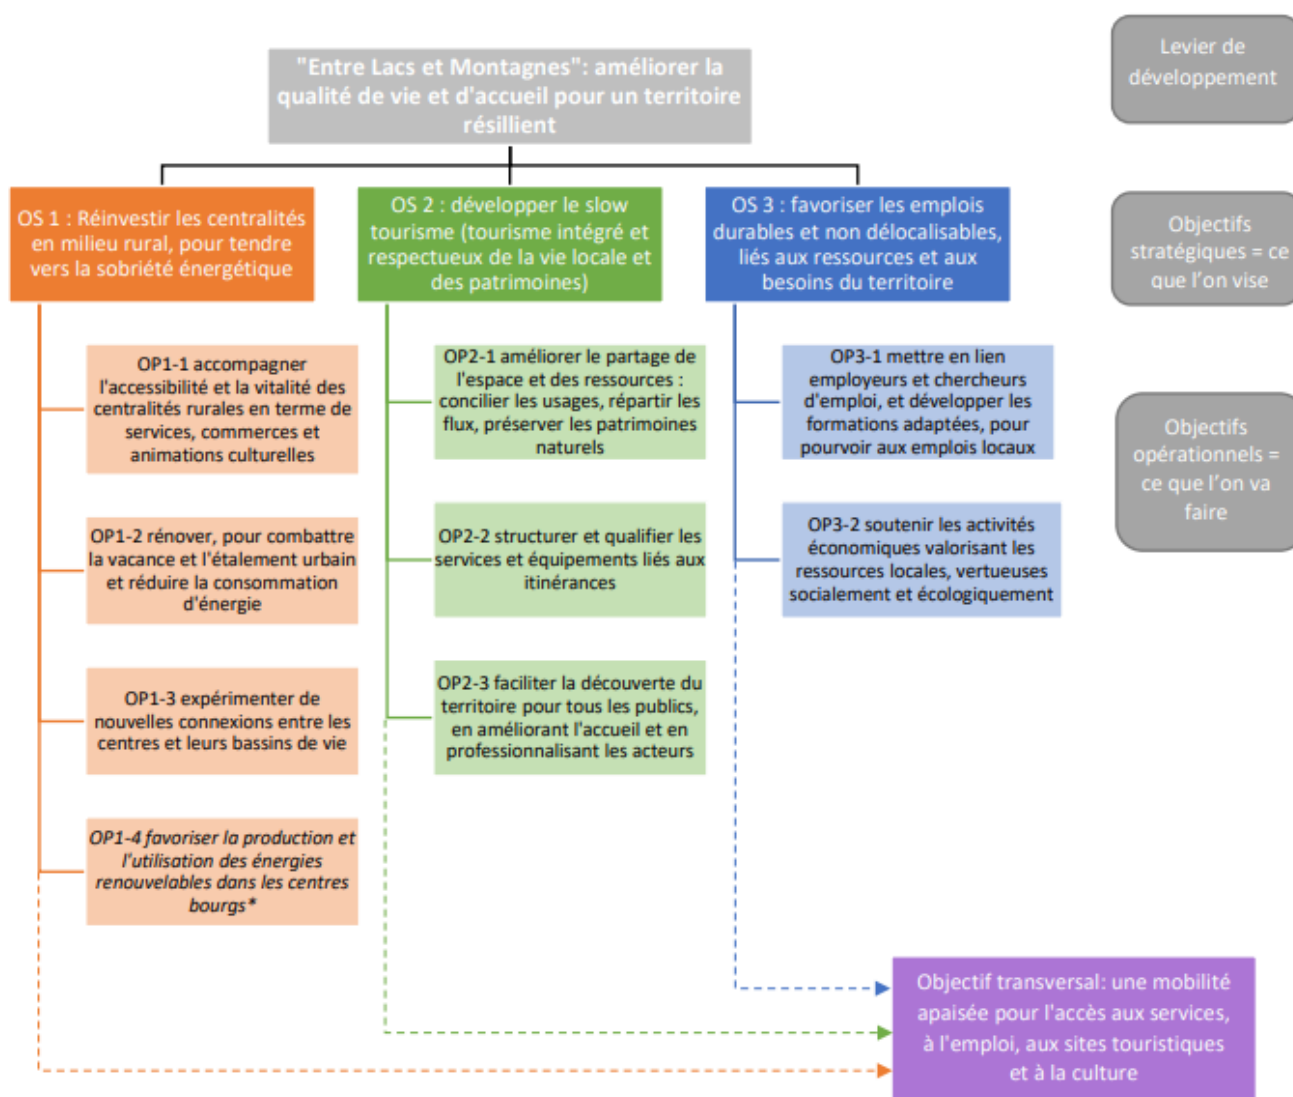 "Entre Lacs et Montagnes": améliorer la
qualité de vie et d'accueil pour un territoire
résillient
Levier de
développement
OS 1 : Réinvestir les centralités
en milieu rural, pour tendre
vers la sobriété énergétique
OS 2 : développer le slow
tourisme (tourisme intégré et
respectueux de la vie locale et
des patrimoines)
OS 3 : favoriser les emplois
durables et non délocalisables,
liés aux ressources et aux
besoins du territoire
Objectifs
stratégiques = ce
que l'on vise
OP1-1 accompagner
l'accessibilité et la vitalité des
centralités rurales en terme de
services, commerces et
animations culturelles
OP1-2 rénover, pour combattre
la vacance et l'étalement urbain
et réduire la consommation
d'énergie
OP1-3 expérimenter de
nouvelles connexions entre les
centres et leurs bassins de vie
OP1-4 favoriser la production et
l'utilisation des énergies
renouvelables dans les centres
bourgs*
OP2-1 améliorer le partage de
l'espace et des ressources :
concilier les usages, répartir les
flux, préserver les patrimoines
naturels
OP2-2 structurer et qualifier les
services et équipements liés aux
itinérances
OP2-3 faciliter la découverte du
territoire pour tous les publics,
en améliorant l'accueil et en
professionnalisant les acteurs
OP3-1 mettre en lien
employeurs et chercheurs
d'emploi, et développer les
formations adaptées, pour
pourvoir aux emplois locaux
OP3-2 soutenir les activités
économiques valorisant les
ressources locales, vertueuses
socialement et écologiquement
Objectifs
opérationnels =
ce que l'on va
faire
Objectif transversal: une mobilité
apaisée pour l'accès aux services,
à l'emploi, aux sites touristiques
et à la culture